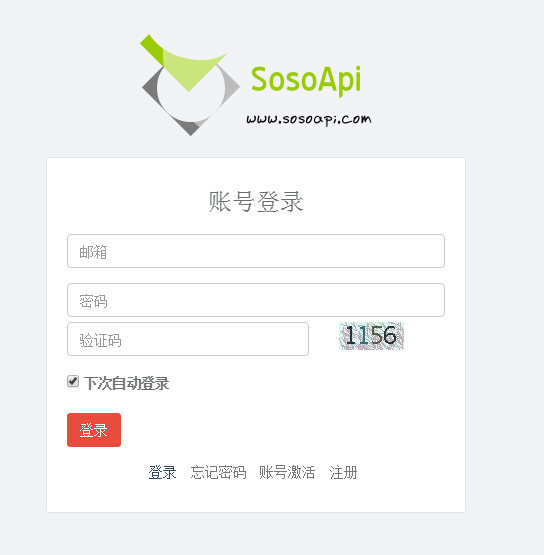 SosoApi
www.sosoapi.com
账号登录
邮箱
密码
验证码 1156
下次自动登录
登录
登录 忘记密码 账号激活 注册